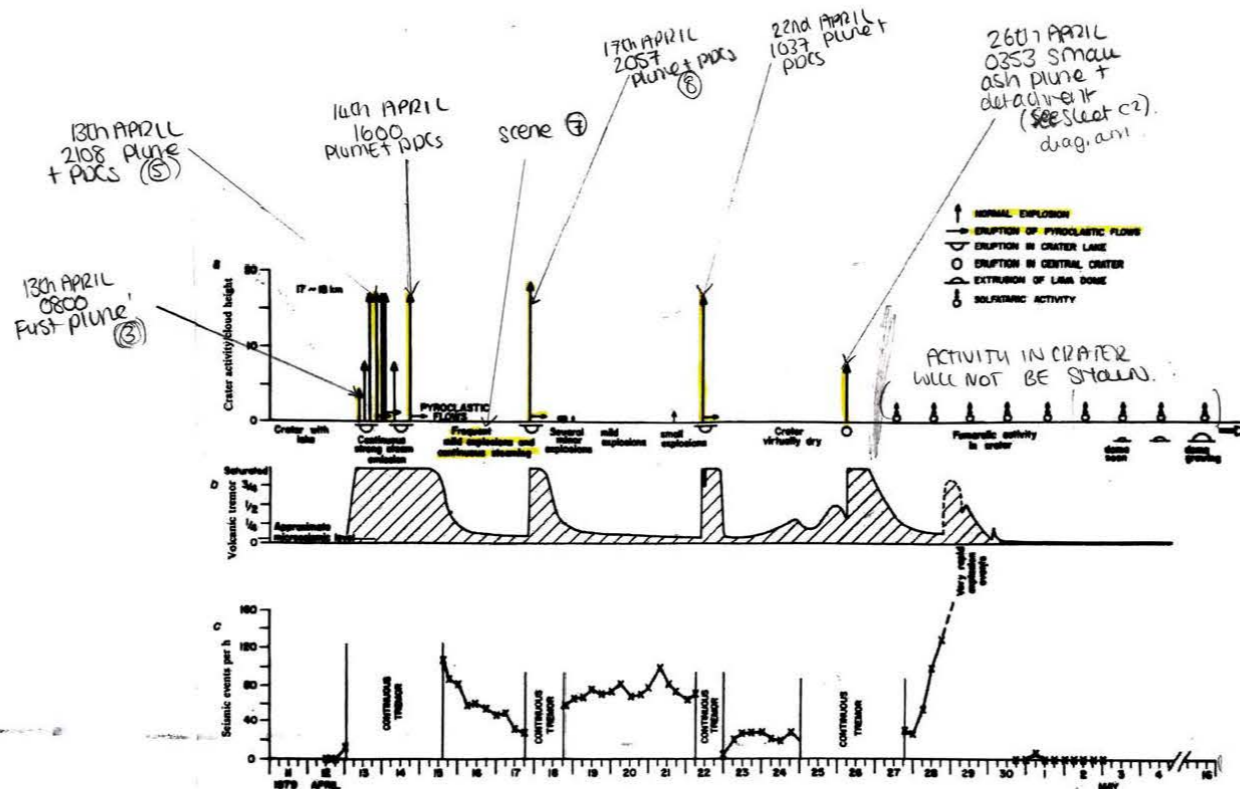 13th APRIL
2108 plume
+ PDCS (5)
14th APRIL
1600
PLUME + PDCS
scene (7)
17th APRIL
2057
plume + PDCS
(8)
22nd APRIL
1037 plume +
PDCS
26th APRIL
0353 small
ash plume +
detachment
(SEE sheet C2).
diagram
13th APRIL
0800
First plume
(3)
NORMAL EXPLOSION
ERUPTION OF PYROCLASTIC FLOWS
ERUPTION IN CRATER LAKE
ERUPTION IN CENTRAL CRATER
EXTRUSION OF LAVA DOME
SOLFATARIC ACTIVITY
ACTIVITY IN CRATER
WILL NOT BE SHOWN.
a
Crater activity/cloud height
20
10
0
17 ~ 18 km
PYROCLASTIC
FLOWS
Crater with
lake
Continuous
strong steam
emission
Frequent
mild explosions and
continuous steaming
Several
minor
explosions
mild
explosions
small
explosions
Crater
virtually dry
Fumarolic activity
in crater
dome
seen
dome
growing
b
Volcanic tremor
Saturated
3/4
1/2
1/4
0
Approximate
microseismic level
Very rapid
explosion
events
c
Seismic events per h
160
120
80
40
0
CONTINUOUS
TREMOR
CONTINUOUS
TREMOR
CONTINUOUS
TREMOR
CONTINUOUS
TREMOR
11 12 13 14 15 16 17 18 19 20 21 22 23 24 25 26 27 28 29 30 1 2 3 4 16
1979 APRIL MAY